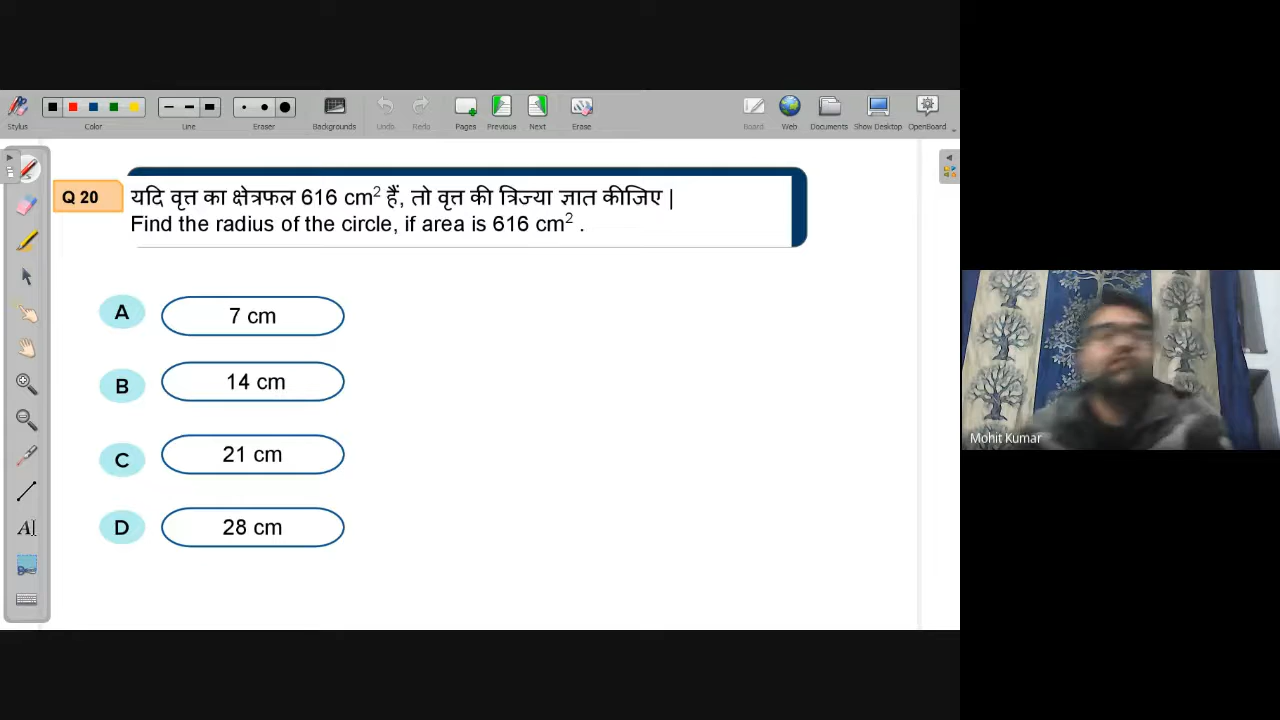 Stylus
Color
Line
Eraser
Backgrounds
Undo
Redo
Pages
Previous
Next
Erase
Board
Web
Documents
Show Desktop
OpenBoard
Q 20
यदि वृत्त का क्षेत्रफल 616 cm² हैं, तो वृत्त की त्रिज्या ज्ञात कीजिए |
Find the radius of the circle, if area is 616 cm² .
A
7 cm
B
14 cm
C
21 cm
D
28 cm
Mohit Kumar